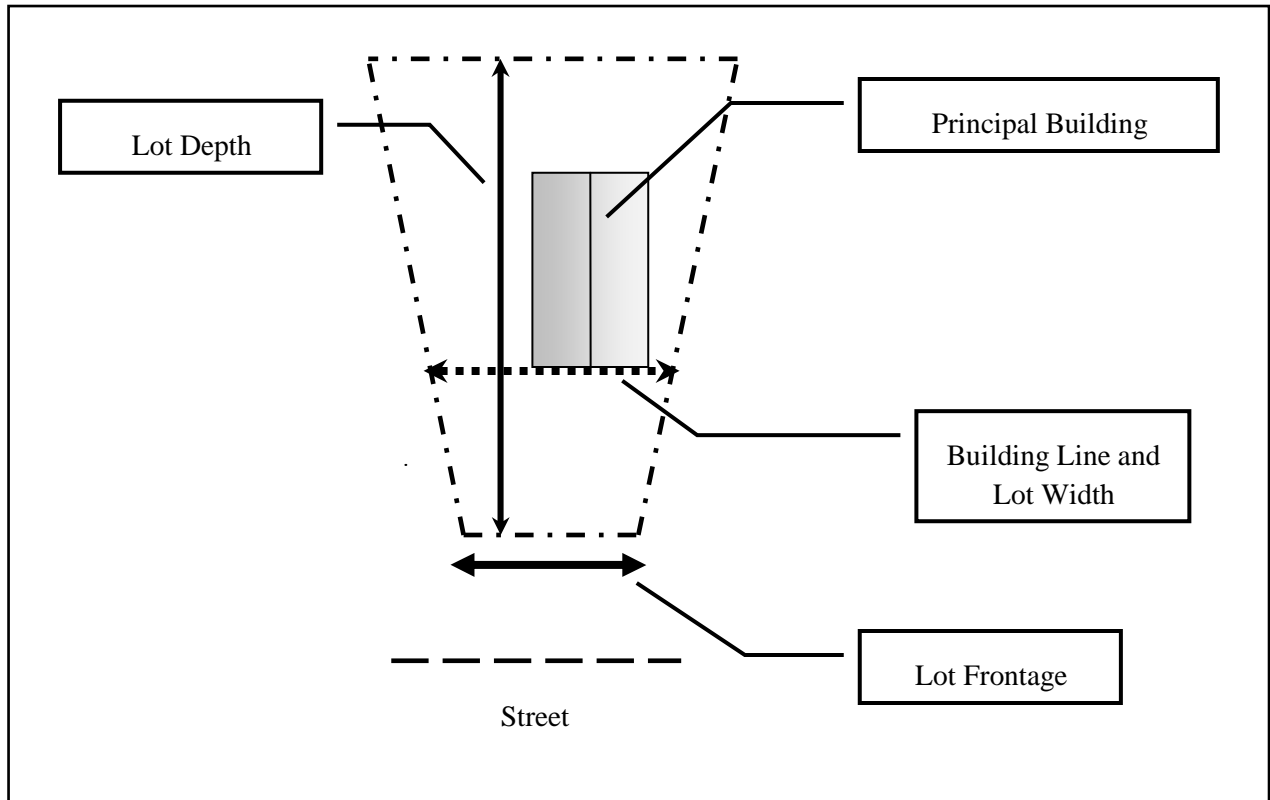 Lot Depth
Principal Building
Building Line and
Lot Width
Lot Frontage
Street